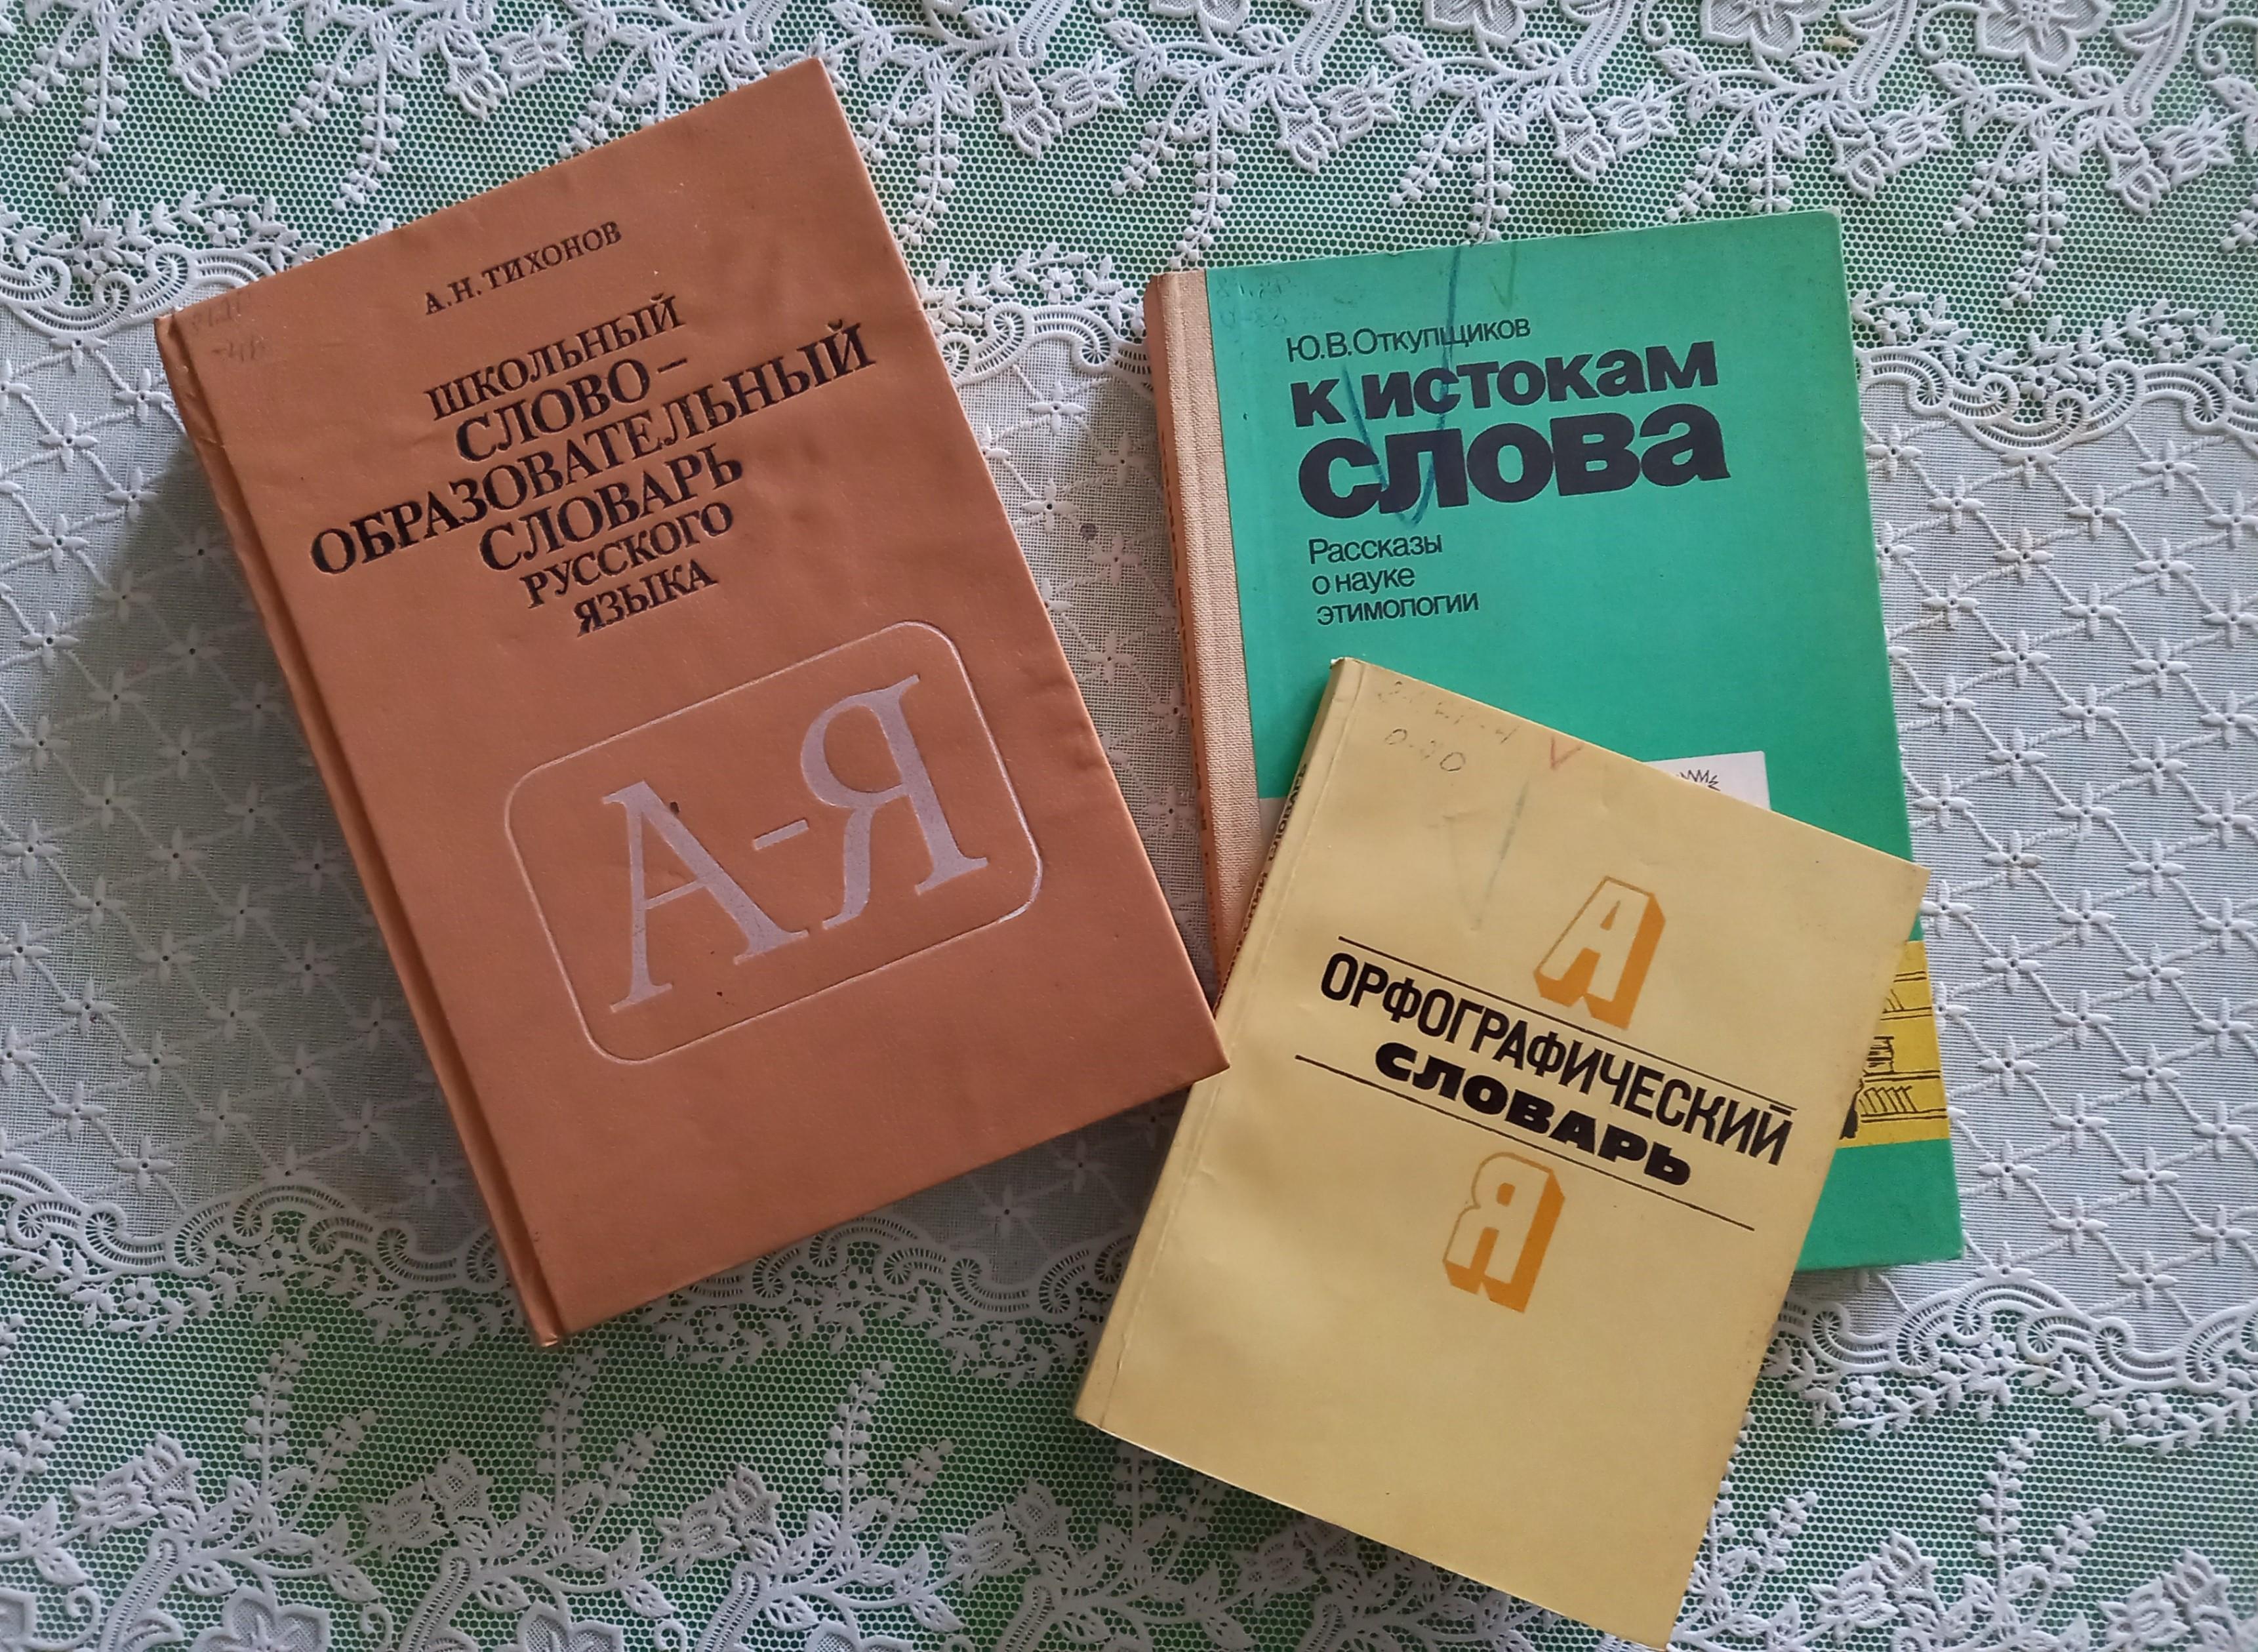 А.Н. ТИХОНОВ
ШКОЛЬНЫЙ
СЛОВО-
ОБРАЗОВАТЕЛЬНЫЙ
СЛОВАРЬ
РУССКОГО
ЯЗЫКА
А-Я
Ю.В.Откупщиков
К ИСТОКАМ
СЛОВА
Рассказы
о науке
этимологии
А
ОРФОГРАФИЧЕСКИЙ
СЛОВАРЬ
Я